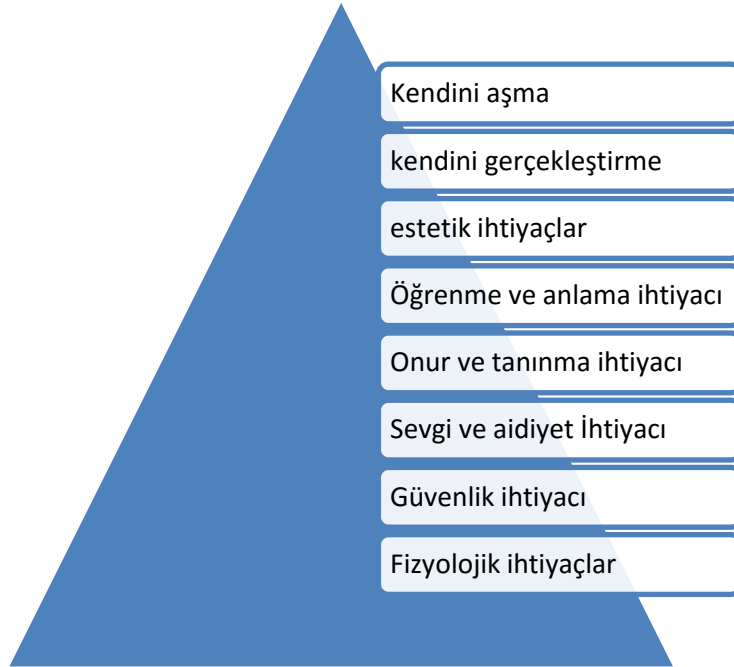 Kendini aşma
kendini gerçekleştirme
estetik ihtiyaçlar
Öğrenme ve anlama ihtiyacı
Onur ve tanınma ihtiyacı
Sevgi ve aidiyet İhtiyacı
Güvenlik ihtiyacı
Fizyolojik ihtiyaçlar